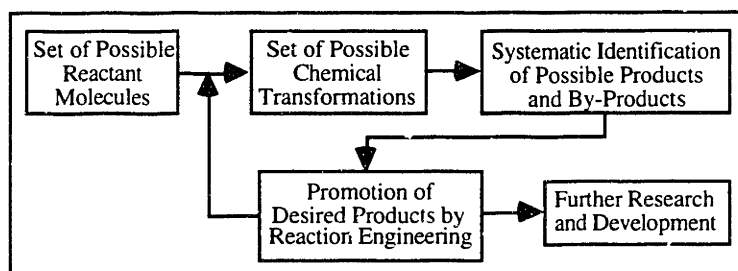 Set of Possible
Reactant
Molecules
Set of Possible
Chemical
Transformations
Systematic Identification
of Possible Products
and By-Products
Promotion of
Desired Products by
Reaction Engineering
Further Research
and Development